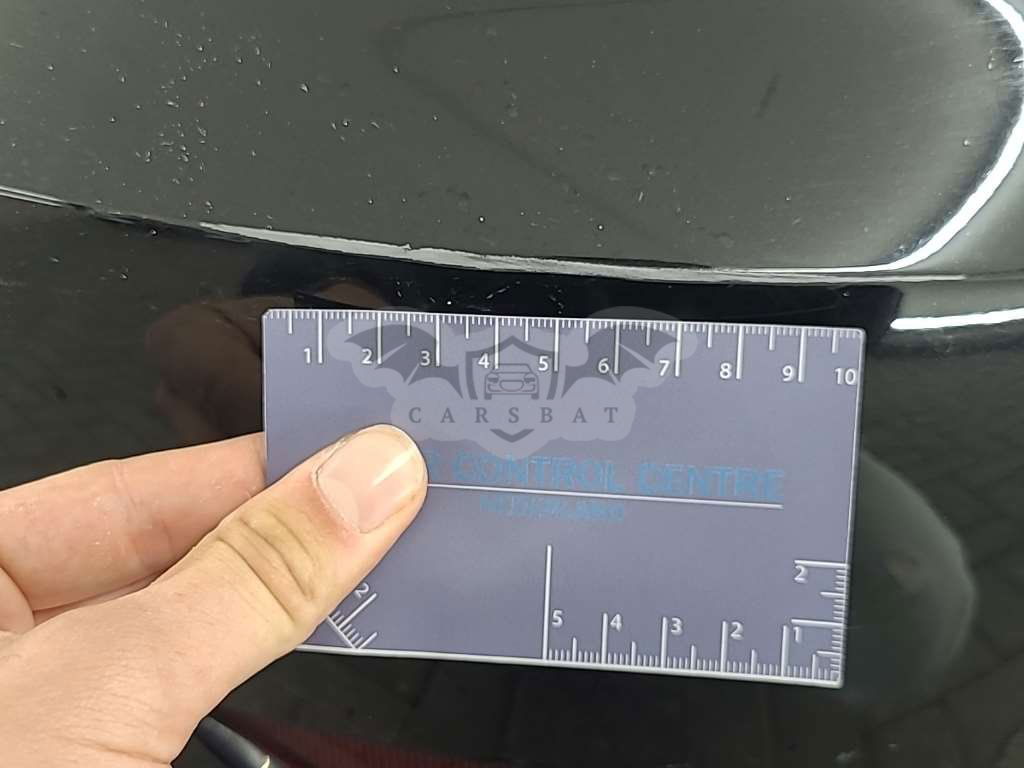 1 2 3 4 5 6 7 8 9 10
CARSBAT
CONTROL CENTRE
2
2
5 4 3 2 1